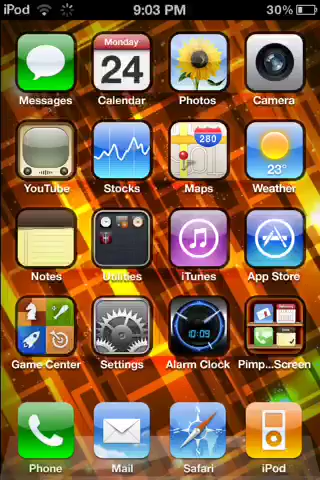 iPod 9:03 PM 30%
Monday
24
Messages Calendar Photos Camera
280
23°
YouTube Stocks Maps Weather
Notes Utilities iTunes App Store
10:09
Game Center Settings Alarm Clock Pimp...Screen
Phone Mail Safari iPod